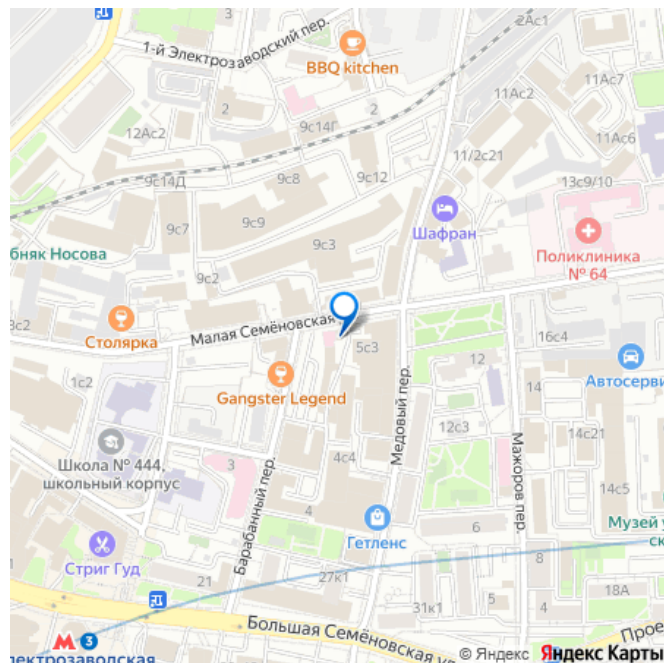 2Ас1
1-й Электрозаводский пер.
BBQ kitchen
11Ас7
2
2
11Ас2
9с14Г
12Ас2
11Ас6
11/2с21
9с8
9с12
9с14Д
13с9/10
9с9
9с7
Шафран
9с3
бняк Носова
Поликлиника
№ 64
9с2
Столярка
Малая Семёновская
16с4
5с3
12
Автосерви
1с2
14
Gangster Legend
Медовый пер.
12с3
Мажоров пер.
14с21
Школа № 444,
школьный корпус
3
4с4
14с5
Барабанный пер.
4
Гетленс
6
Музей у
ск
Стриг Гуд
21
27к1
8
18А
31к1
5
4
3
Большая Семёновская ул
Прое
лектрозаводская
© Яндекс Яндекс Карты